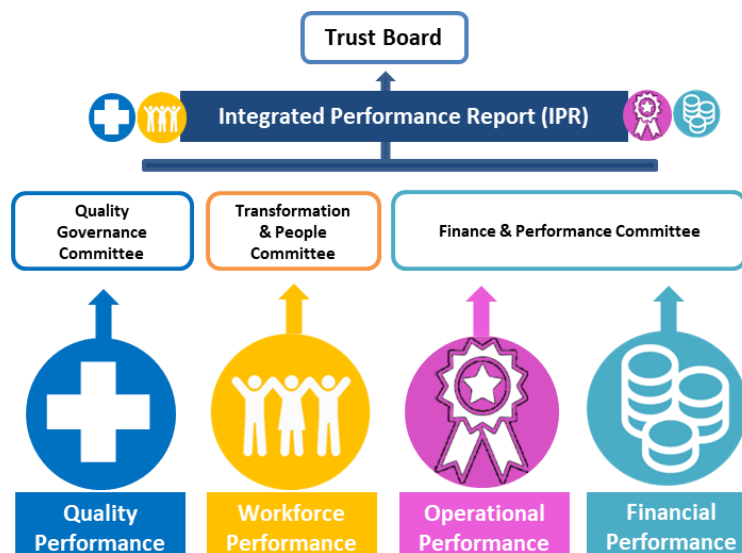 Trust Board
Integrated Performance Report (IPR)
Quality
Governance
Committee
Transformation
& People
Committee
Finance & Performance Committee
Quality
Performance
Workforce
Performance
Operational
Performance
Financial
Performance